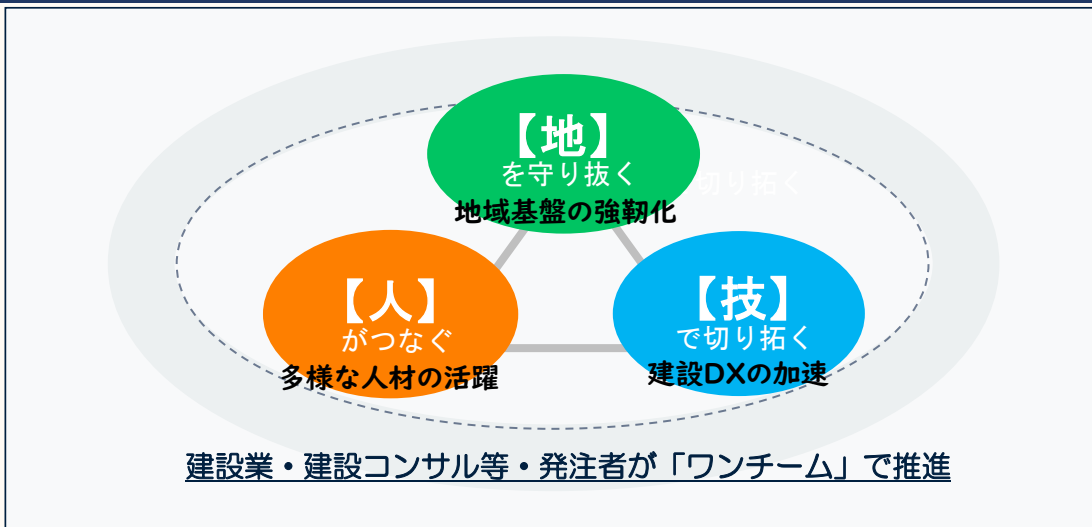 【地】
を守り抜く
切り拓く
地域基盤の強靭化
【人】
がつなぐ
多様な人材の活躍
【技】
で切り拓く
建設DXの加速
建設業・建設コンサル等・発注者が「ワンチーム」で推進